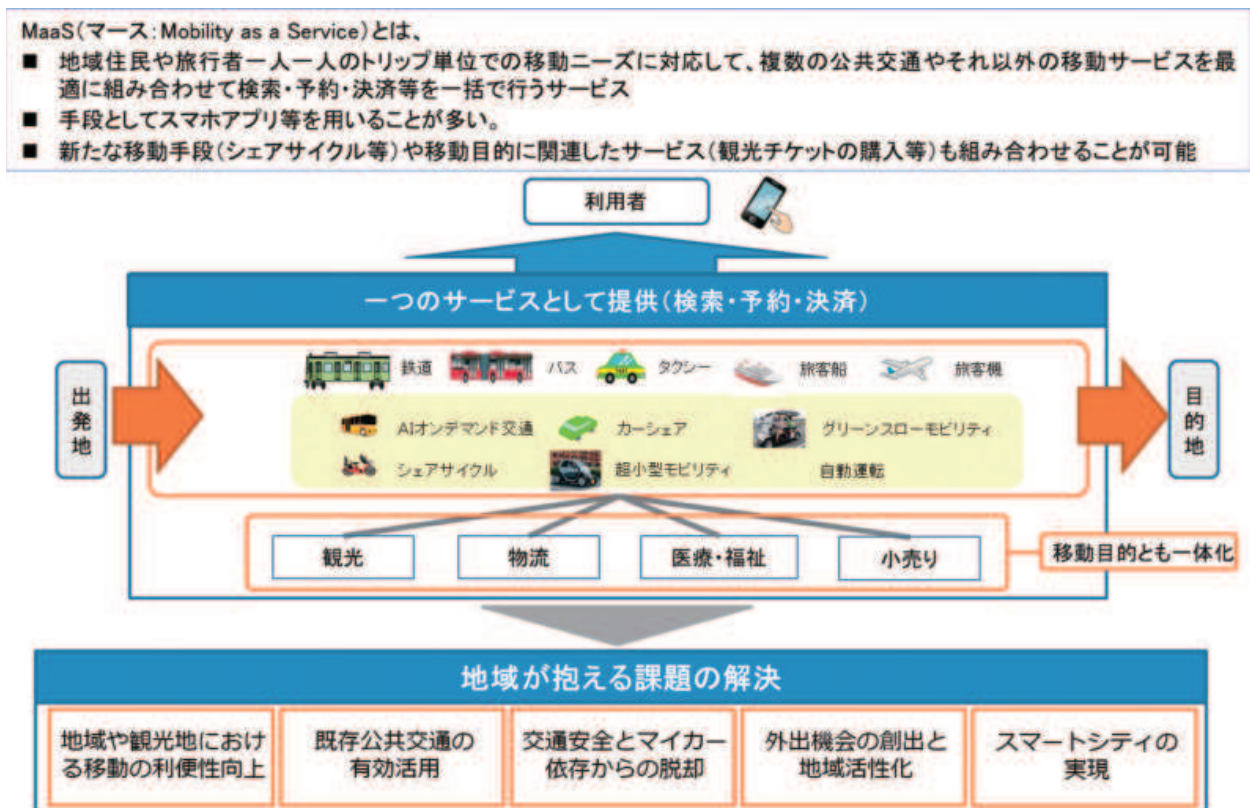 MaaS(マース:Mobility as a Service)とは、
■ 地域住民や旅行者一人一人のトリップ単位での移動ニーズに対応して、複数の公共交通やそれ以外の移動サービスを最
適に組み合わせて検索・予約・決済等を一括で行うサービス
■ 手段としてスマホアプリ等を用いることが多い。
■ 新たな移動手段(シェアサイクル等)や移動目的に関連したサービス(観光チケットの購入等)も組み合わせることが可能
利用者
一つのサービスとして提供(検索・予約・決済)
出発地
鉄道 バス タクシー 旅客船 旅客機
AIオンデマンド交通 カーシェア グリーンスローモビリティ
シェアサイクル 超小型モビリティ 自動運転
目的地
観光 物流 医療・福祉 小売り
移動目的とも一体化
地域が抱える課題の解決
地域や観光地におけ
る移動の利便性向上
既存公共交通の
有効活用
交通安全とマイカー
依存からの脱却
外出機会の創出と
地域活性化
スマートシティの
実現